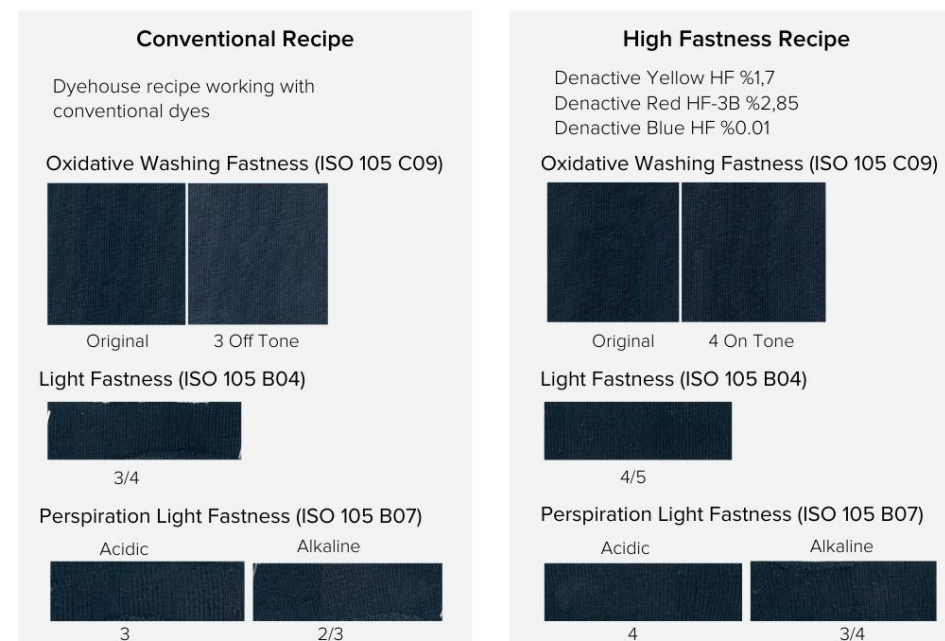 Conventional Recipe
Dyehouse recipe working with
conventional dyes
Oxidative Washing Fastness (ISO 105 C09)
Original
3 Off Tone
Light Fastness (ISO 105 B04)
3/4
Perspiration Light Fastness (ISO 105 B07)
Acidic
Alkaline
3
2/3
High Fastness Recipe
Denactive Yellow HF %1,7
Denactive Red HF-3B %2,85
Denactive Blue HF %0.01
Oxidative Washing Fastness (ISO 105 C09)
Original
4 On Tone
Light Fastness (ISO 105 B04)
4/5
Perspiration Light Fastness (ISO 105 B07)
Acidic
Alkaline
4
3/4